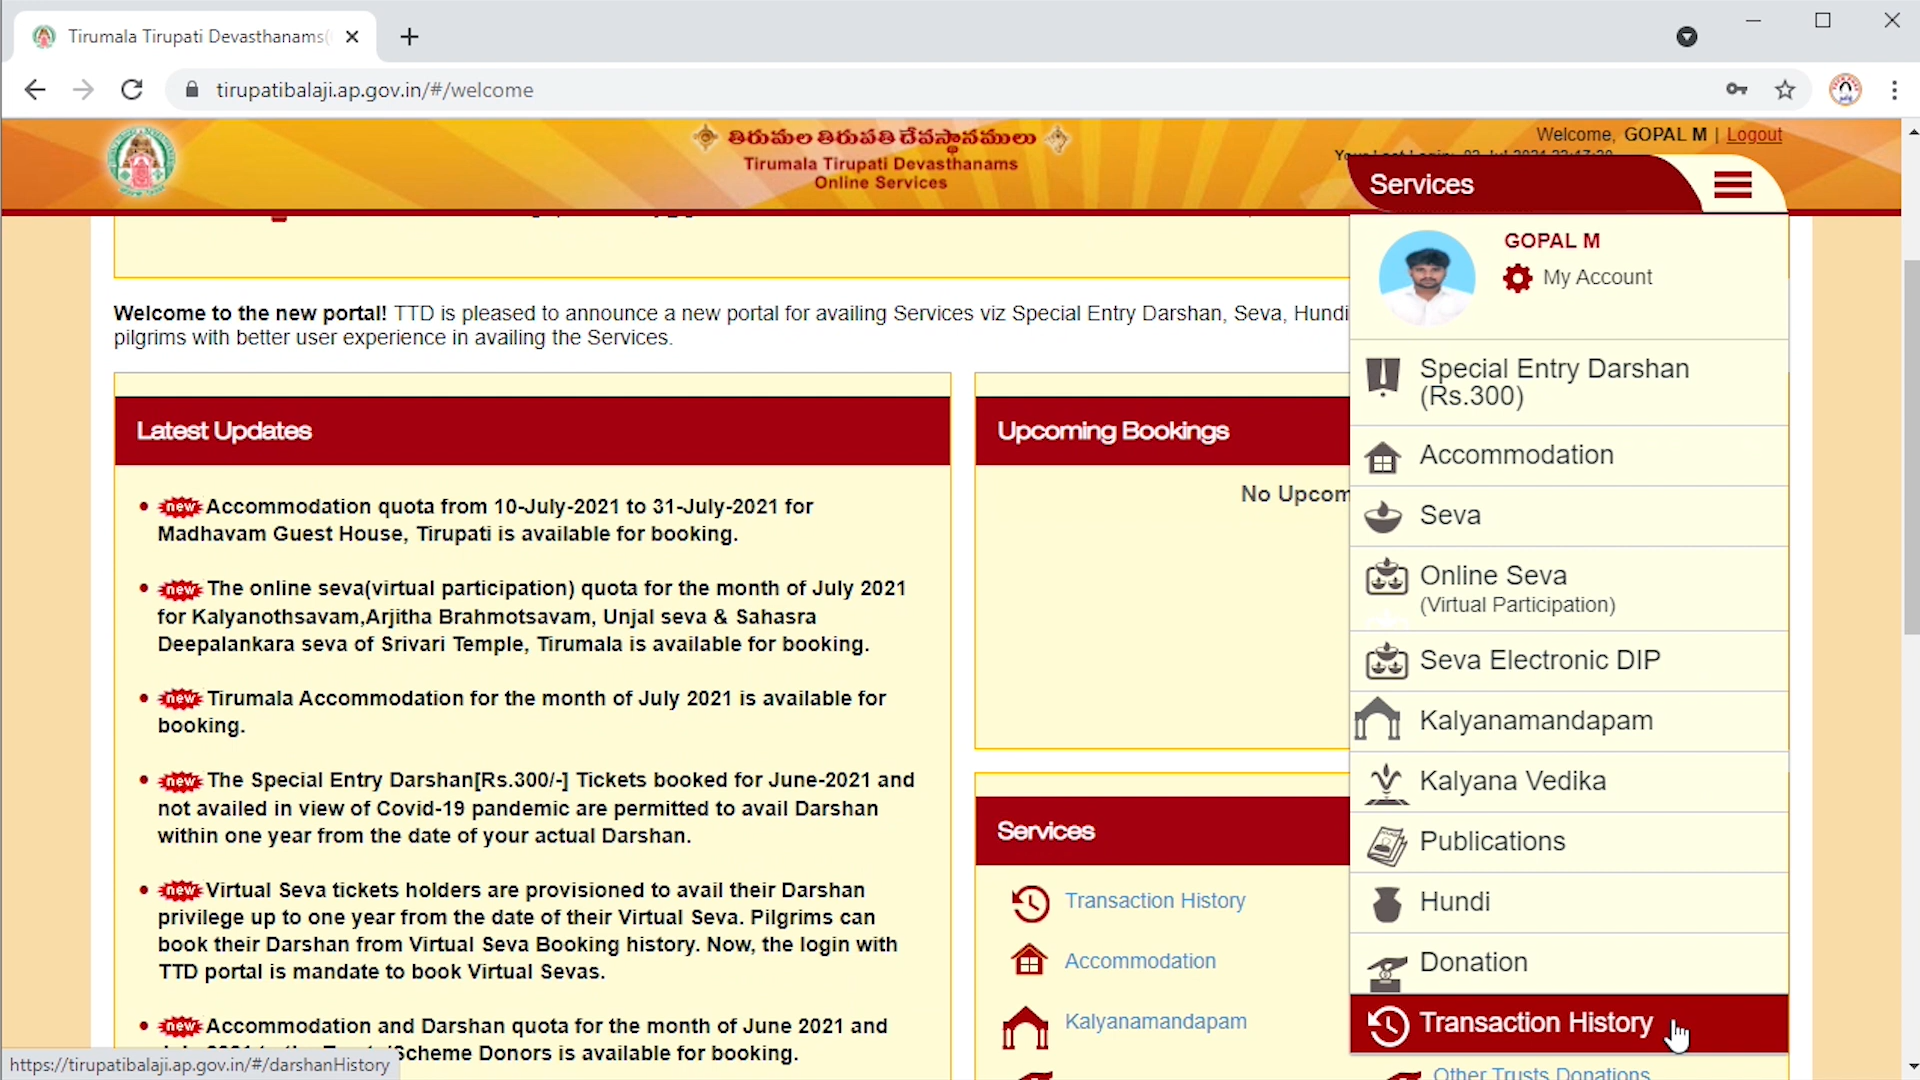 Tirumala Tirupati Devasthanams(
tirupatibalaji.ap.gov.in/#/welcome
తిరుమల తిరుపతి దేవస్థానములు
Tirumala Tirupati Devasthanams
Online Services
Welcome, GOPAL M | Logout
Services
GOPAL M
My Account
Welcome to the new portal! TTD is pleased to announce a new portal for availing Services viz Special Entry Darshan, Seva, Hundi
pilgrims with better user experience in availing the Services.
Latest Updates
new Accommodation quota from 10-July-2021 to 31-July-2021 for
Madhavam Guest House, Tirupati is available for booking.
new The online seva(virtual participation) quota for the month of July 2021
for Kalyanothsavam,Arjitha Brahmotsavam, Unjal seva & Sahasra
Deepalankara seva of Srivari Temple, Tirumala is available for booking.
new Tirumala Accommodation for the month of July 2021 is available for
booking.
new The Special Entry Darshan[Rs.300/-] Tickets booked for June-2021 and
not availed in view of Covid-19 pandemic are permitted to avail Darshan
within one year from the date of your actual Darshan.
new Virtual Seva tickets holders are provisioned to avail their Darshan
privilege up to one year from the date of their Virtual Seva. Pilgrims can
book their Darshan from Virtual Seva Booking history. Now, the login with
TTD portal is mandate to book Virtual Sevas.
new Accommodation and Darshan quota for the month of June 2021 and
Scheme Donors is available for booking.
Upcoming Bookings
No Upcom
Services
Transaction History
Accommodation
Kalyanamandapam
Other Trusts Donations
Special Entry Darshan
(Rs.300)
Accommodation
Seva
Online Seva
(Virtual Participation)
Seva Electronic DIP
Kalyanamandapam
Kalyana Vedika
Publications
Hundi
Donation
Transaction History
https://tirupatibalaji.ap.gov.in/#/darshanHistory